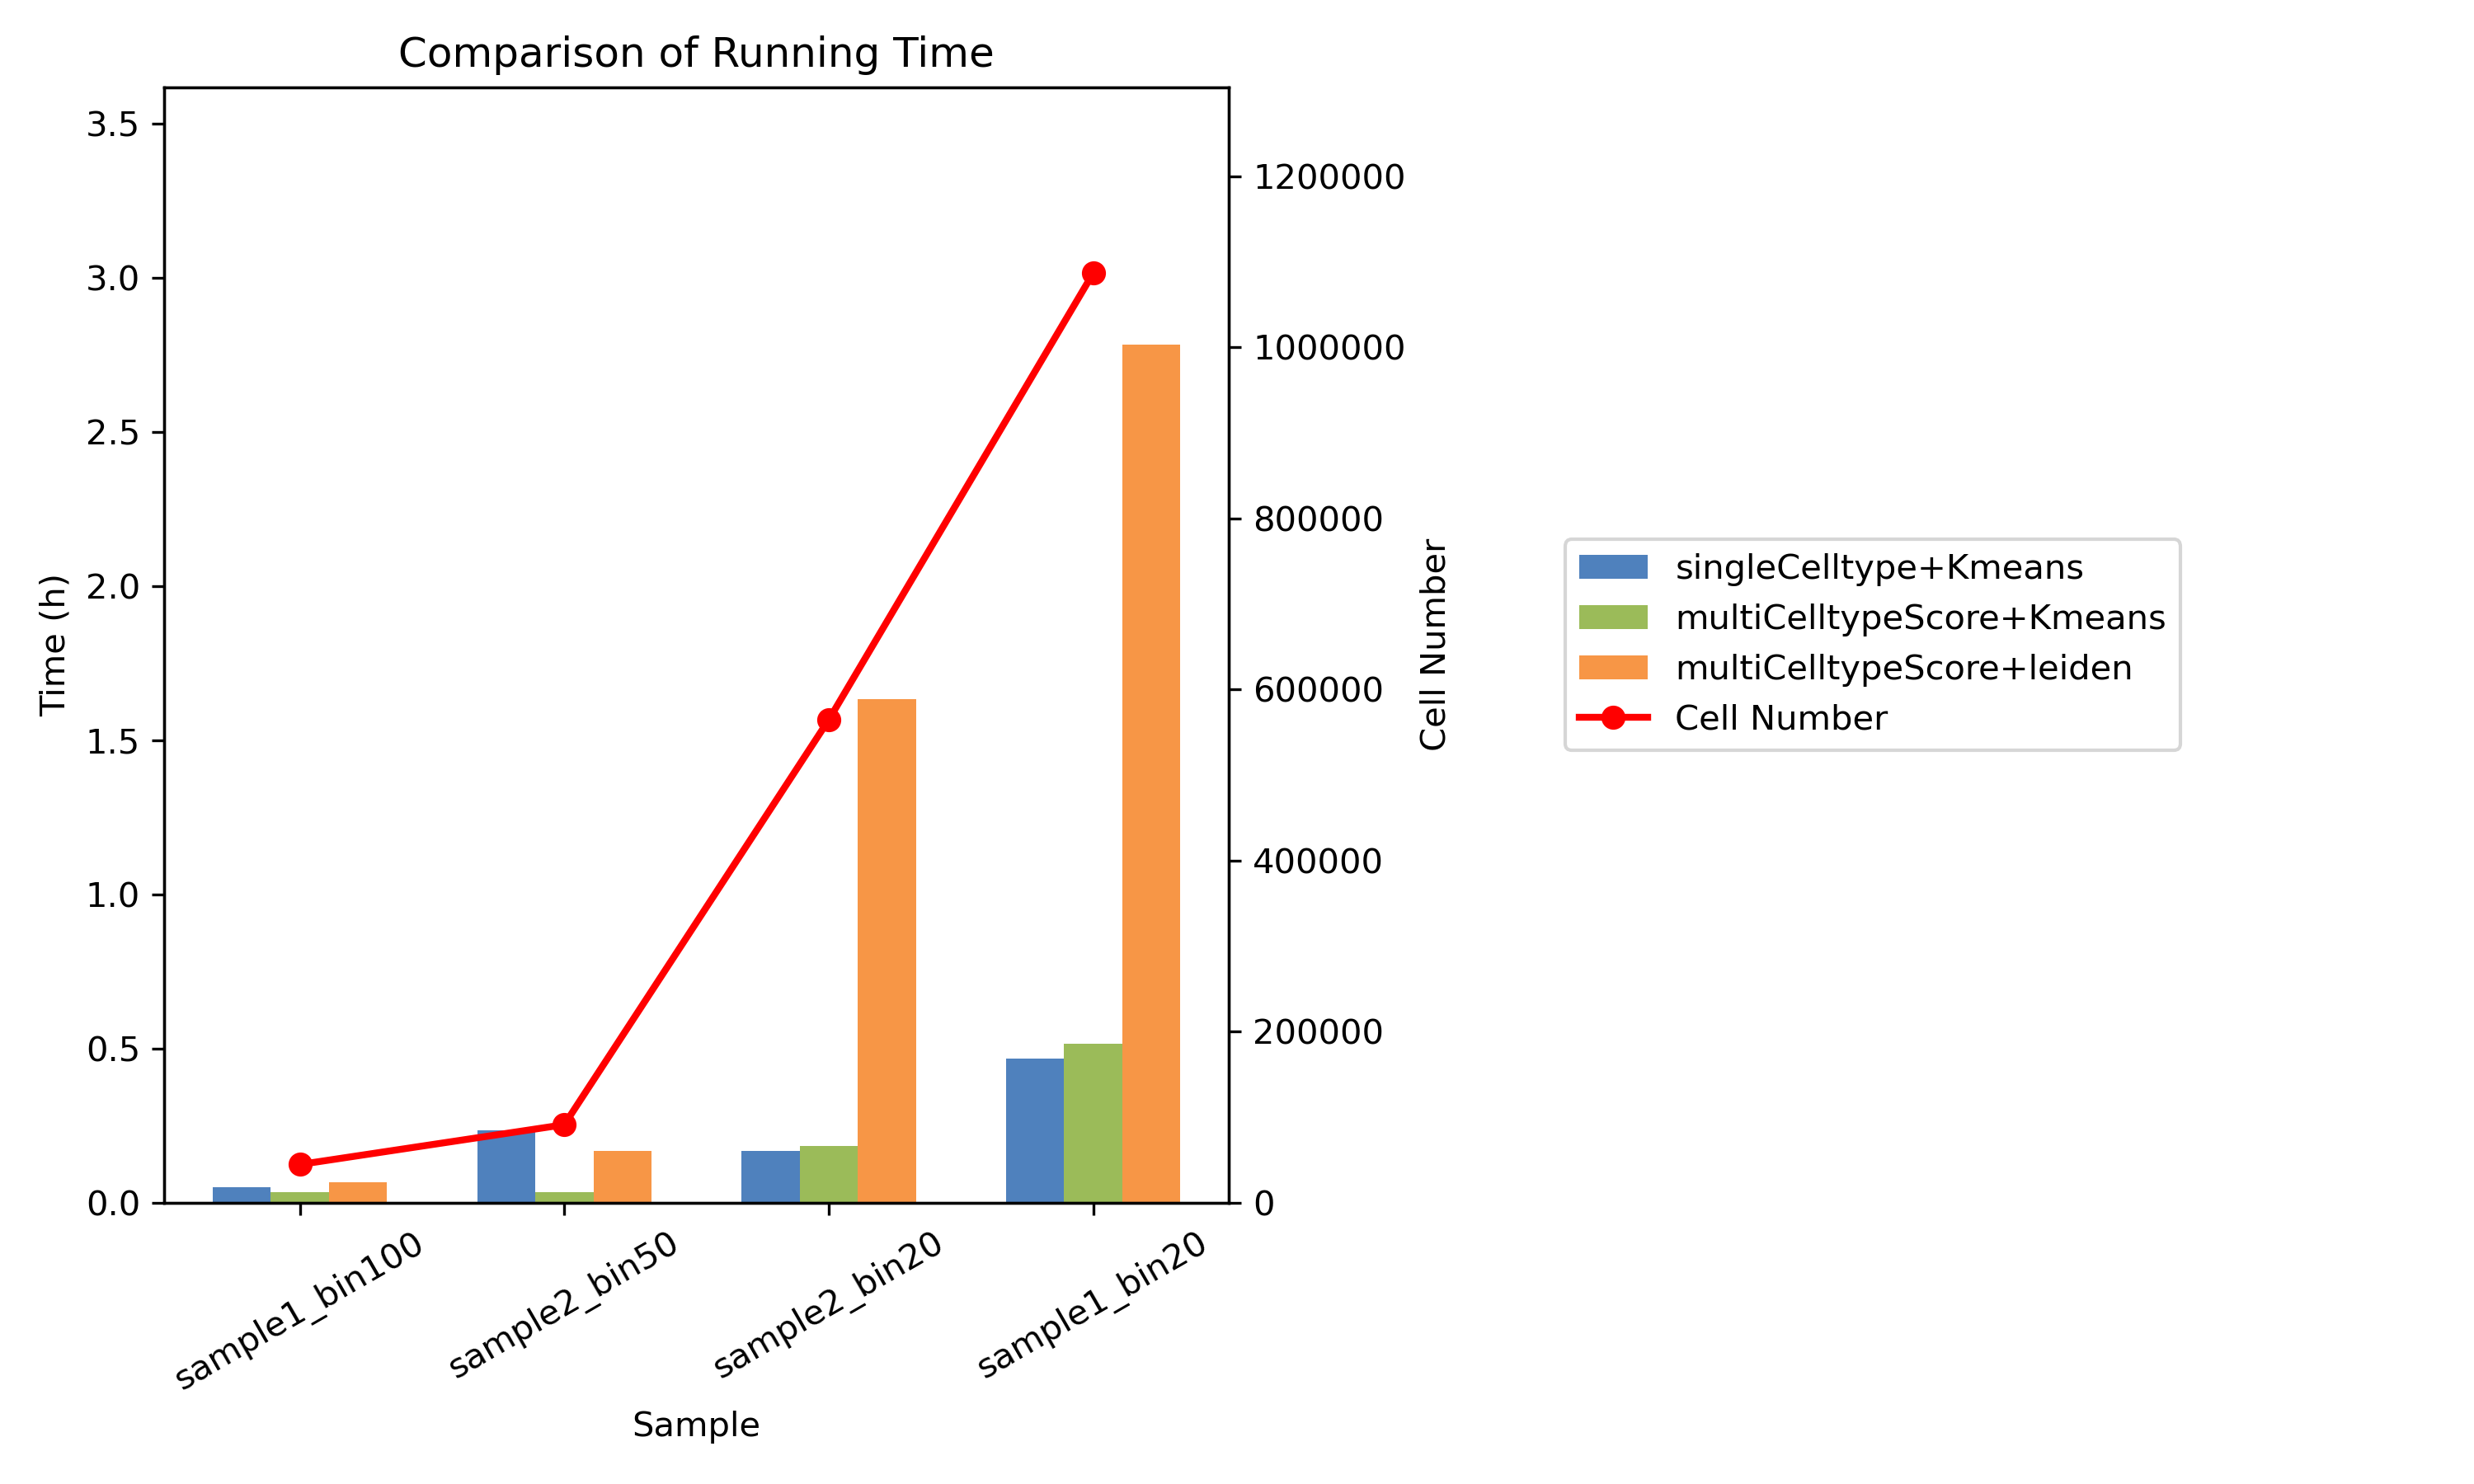 Comparison of Running Time
3.5
3.0
2.5
2.0
1.5
1.0
0.5
0.0
Time (h)
1200000
1000000
800000
600000
400000
200000
0
Cell Number
sample1_bin100
sample2_bin50
sample2_bin20
sample1_bin20
Sample
singleCelltype+Kmeans
multiCelltypeScore+Kmeans
multiCelltypeScore+leiden
Cell Number